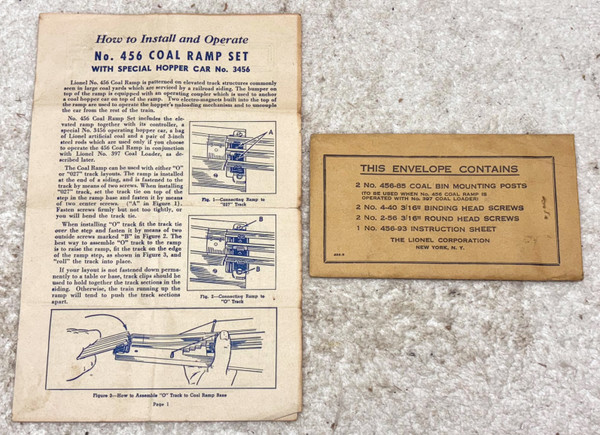 How to Install and Operate
No. 456 COAL RAMP SET
WITH SPECIAL HOPPER CAR No. 3456
Lionel No. 456 Coal Ramp is patterned on elevated track structures commonly
seen in large coal yards which are serviced by a railroad siding. The bumper on
top of the ramp is equipped with an operating coupler which is used to anchor
a coal hopper car on top of the ramp. Two electro-magnets built into the top of
the ramp are used to operate the hopper's unloading mechanism and to uncouple
the car from the rest of the train.
No. 456 Coal Ramp Set includes the ele-
vated ramp together with its controller, a
special No. 3456 operating hopper car, a bag
of Lionel artificial coal and a pair of 3-inch
steel rods which are used only if you choose
to operate the 456 Coal Ramp in conjunction
with Lionel No. 397 Coal Loader, as de-
scribed later.
The Coal Ramp can be used with either "O"
or "027" track layouts. The ramp is installed
at the end of a siding, and is fastened to the
track by means of two screws. When installing
"027" track, set the track tie on top of the
step in the ramp base and fasten it by means
of two center screws. ("A" in Figure 1).
Fasten screws firmly but not too tightly, or
you will bend the track tie.
When installing "O" track fit the track tie
over the step and fasten it by means of two
outside screws marked "B" in Figure 2. The
best way to assemble "O" track to the ramp
is to raise the ramp, fit the track on the edge
of the ramp step, as shown in Figure 3, and
"roll" the track into place.
If your layout is not fastened down perma-
nently to a table or base, track clips should be
used to hold together the track sections in the
siding. Otherwise, the train running up the
ramp will tend to push the track sections
apart.
A
Fig. 1—Connecting Ramp to
"027" Track
B
Fig. 2—Connecting Ramp to
"O" Track
Figure 3—How to Assemble "O" Track to Coal Ramp Base
Page 1
THIS ENVELOPE CONTAINS
2 No. 456-85 COAL BIN MOUNTING POSTS
(TO BE USED WHEN No. 456 COAL RAMP IS
OPERATED WITH No. 397 COAL LOADER)
2 No. 4-40 3/16" BINDING HEAD SCREWS
2 No. 2-56 3/16" ROUND HEAD SCREWS
1 No. 456-93 INSTRUCTION SHEET
THE LIONEL CORPORATION
NEW YORK, N. Y.